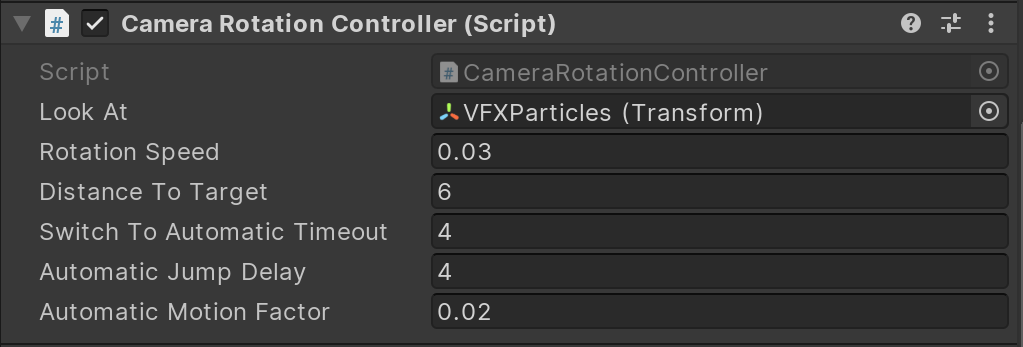 Camera Rotation Controller (Script)
Script CameraRotationController
Look At VFXParticles (Transform)
Rotation Speed 0.03
Distance To Target 6
Switch To Automatic Timeout 4
Automatic Jump Delay 4
Automatic Motion Factor 0.02